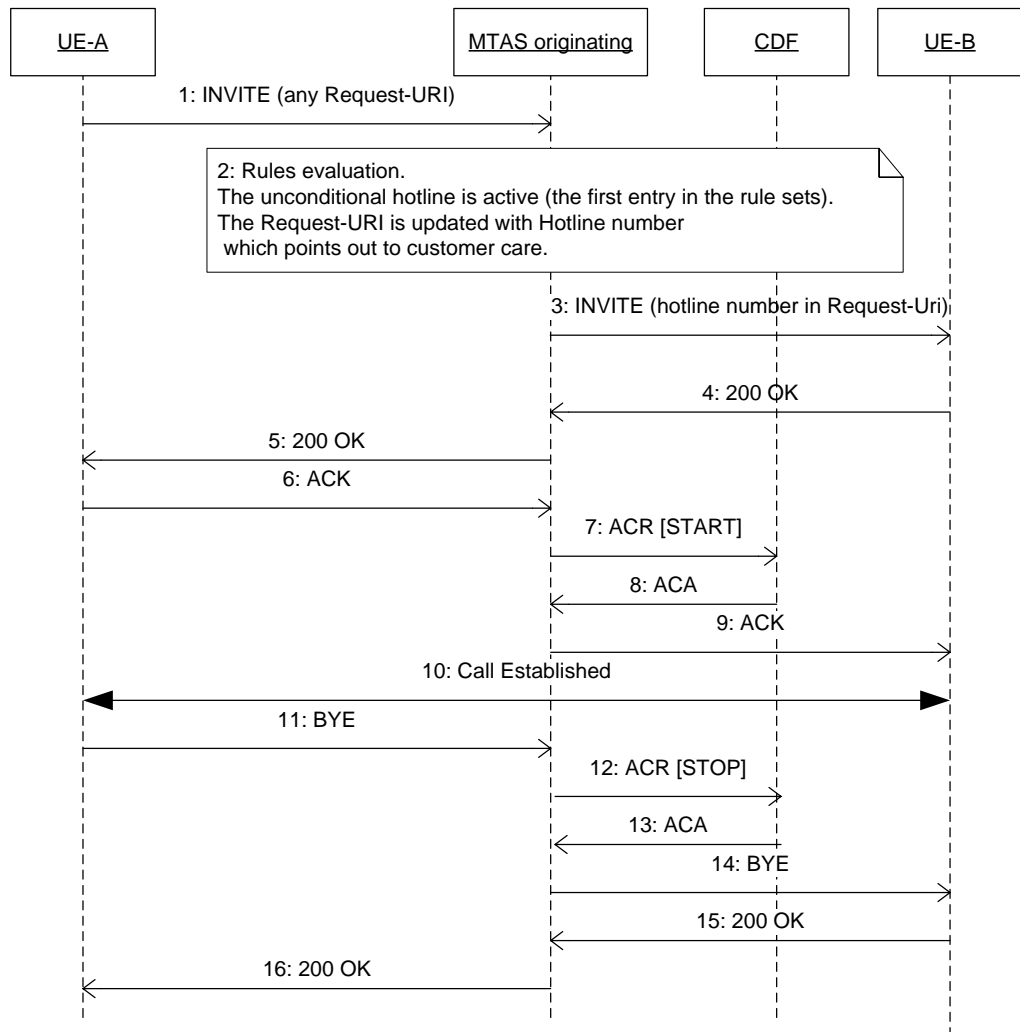 UE-A
MTAS originating
CDF
UE-B
1: INVITE (any Request-URI)
2: Rules evaluation.
The unconditional hotline is active (the first entry in the rule sets).
The Request-URI is updated with Hotline number
which points out to customer care.
3: INVITE (hotline number in Request-Uri)
4: 200 OK
5: 200 OK
6: ACK
7: ACR [START]
8: ACA
9: ACK
10: Call Established
11: BYE
12: ACR [STOP]
13: ACA
14: BYE
15: 200 OK
16: 200 OK